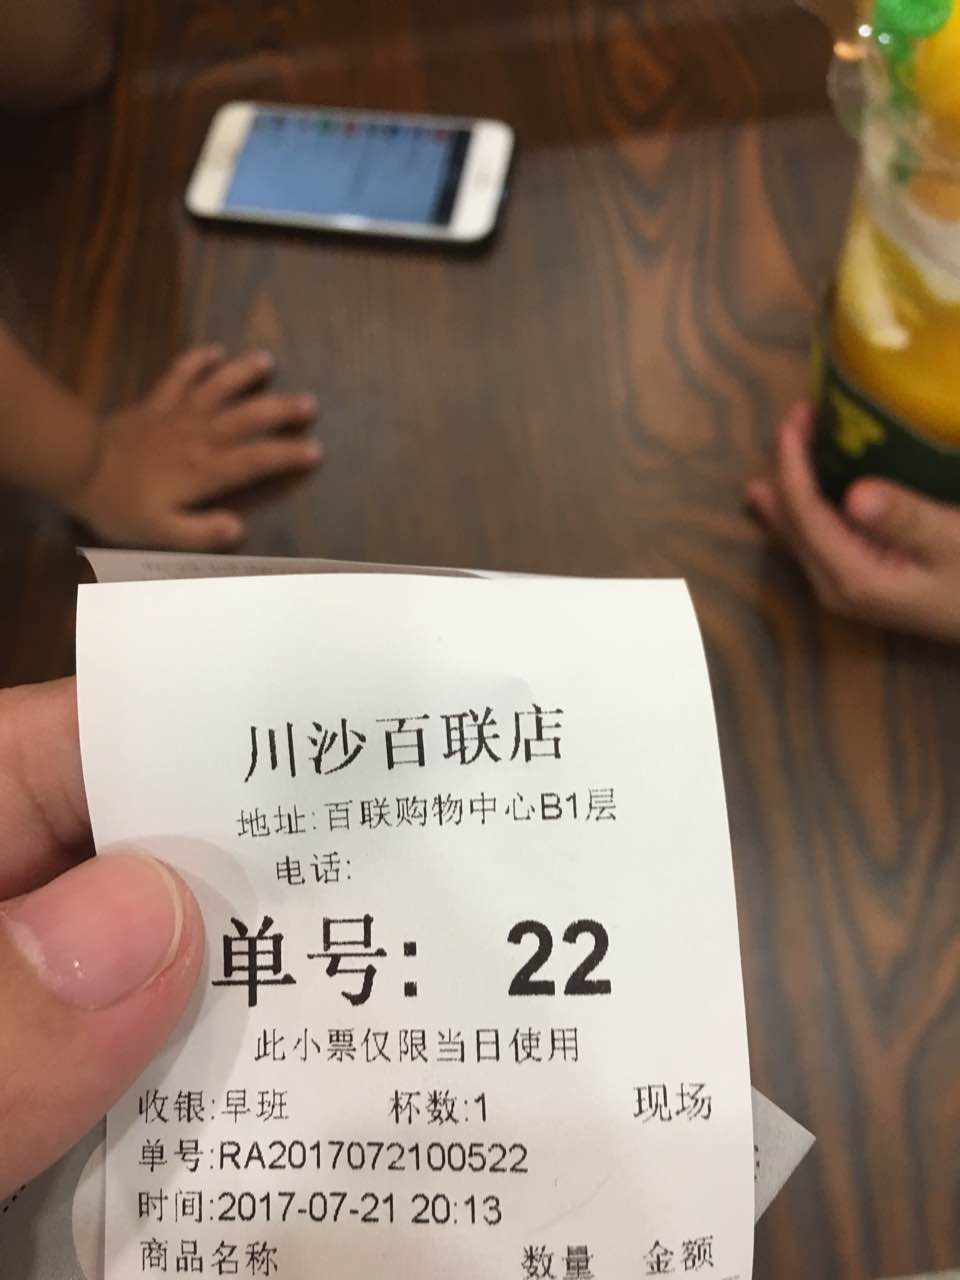 川沙百联店
地址:百联购物中心B1层
电话:
单号: 22
此小票仅限当日使用
收银:早班 杯数:1 现场
单号:RA2017072100522
时间:2017-07-21 20:13
商品名称 数量 金额